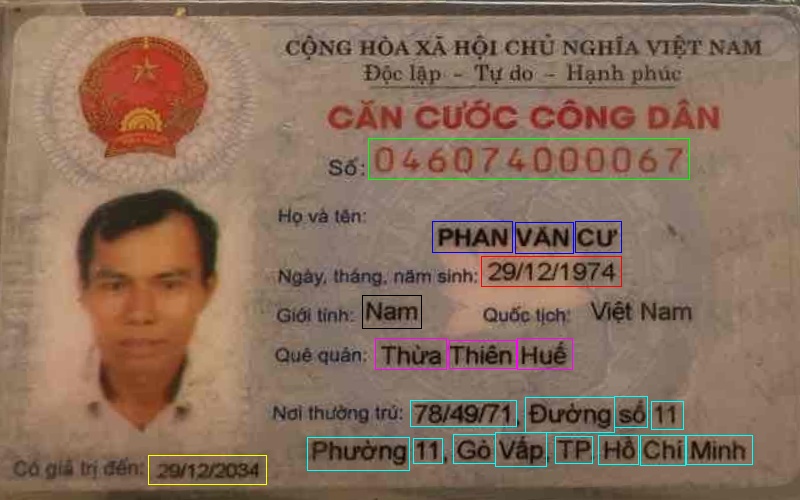 CỘNG HÒA XÃ HỘI CHỦ NGHĨA VIỆT NAM
Độc lập - Tự do - Hạnh phúc
CĂN CƯỚC CÔNG DÂN
Số: 046074000067
Họ và tên:
PHAN VĂN CƯ
Ngày, tháng, năm sinh: 29/12/1974
Giới tính: Nam Quốc tịch: Việt Nam
Quê quán: Thừa Thiên Huế
Nơi thường trú: 78/49/71, Đường số 11
Phường 11, Gò Vấp, TP Hồ Chí Minh
Có giá trị đến: 29/12/2034